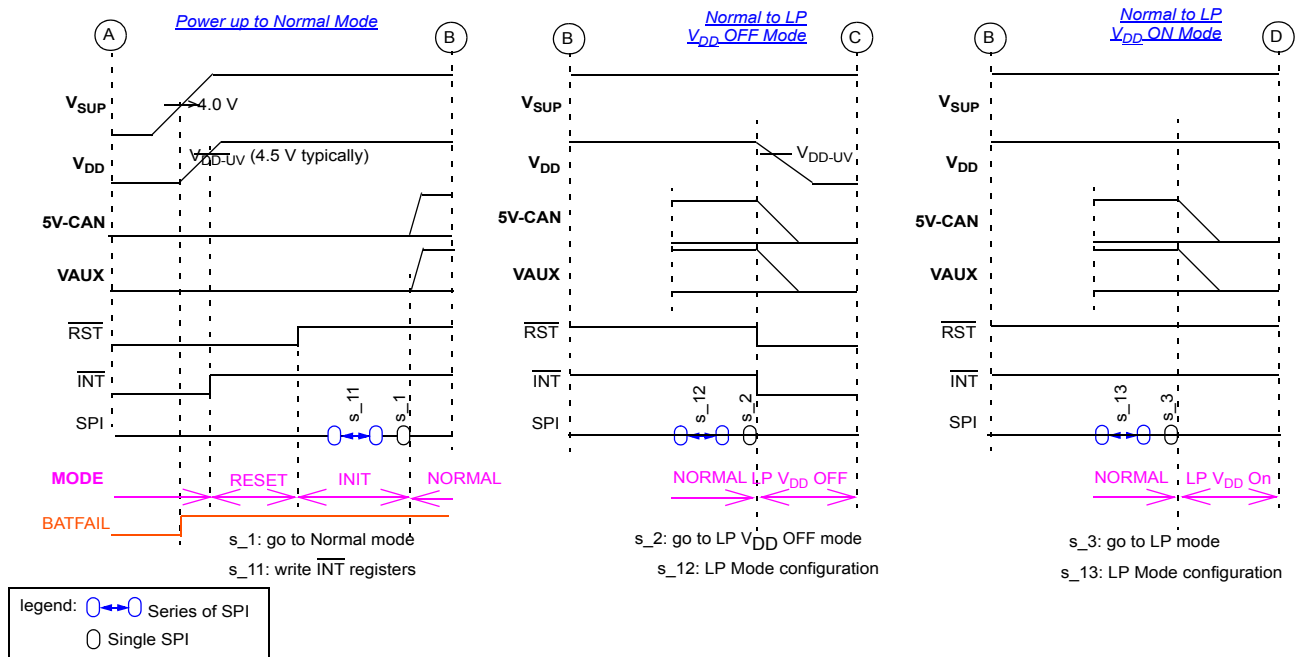 Power up to Normal Mode
A
B
VSUP
4.0 V
VDD
VDD-UV (4.5 V typically)
5V-CAN
VAUX
RST
INT
SPI
s_11
s_1
MODE
RESET
INIT
NORMAL
BATFAIL
s_1: go to Normal mode
s_11: write INT registers
legend:
Series of SPI
Single SPI
Normal to LP
VDD OFF Mode
B
C
VSUP
VDD
VDD-UV
5V-CAN
VAUX
RST
INT
SPI
s_12
s_2
NORMAL
LP VDD OFF
s_2: go to LP VDD OFF mode
s_12: LP Mode configuration
Normal to LP
VDD ON Mode
B
D
VSUP
VDD
5V-CAN
VAUX
RST
INT
SPI
s_13
s_3
NORMAL
LP VDD On
s_3: go to LP mode
s_13: LP Mode configuration